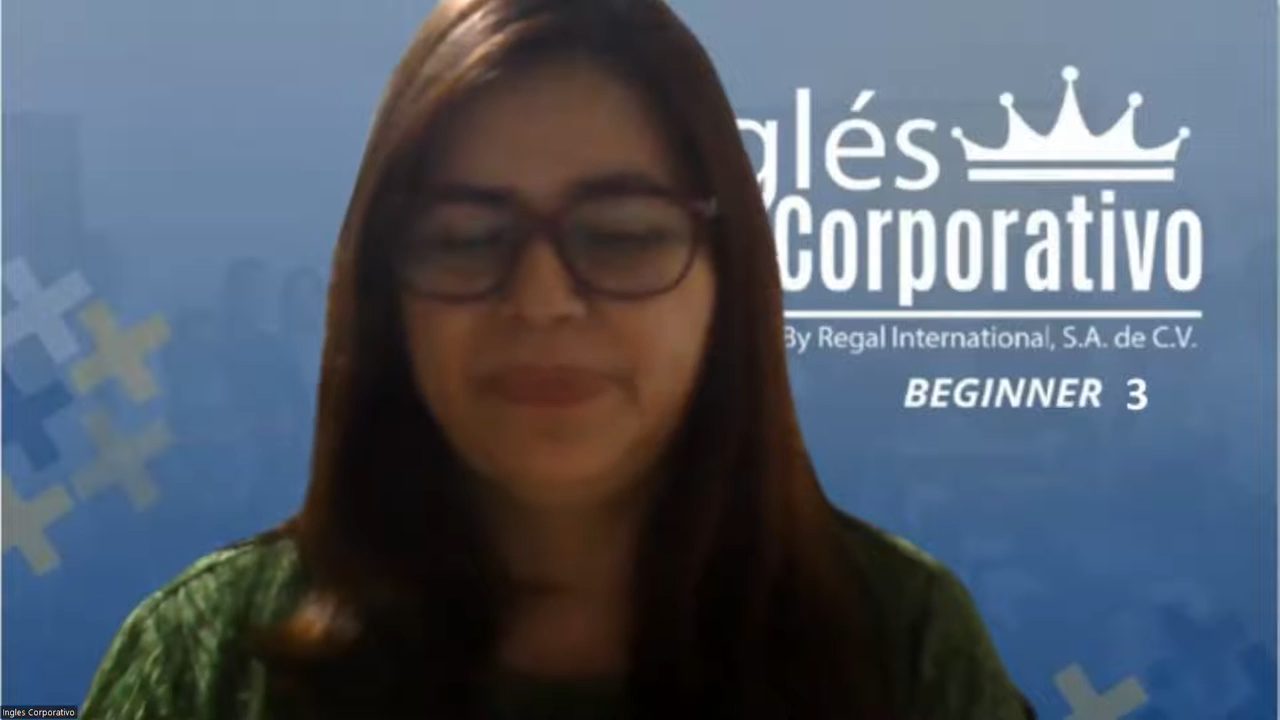 glés
Corporativo
By Regal International, S.A. de C.V.
BEGINNER 3
Ingles Corporativo